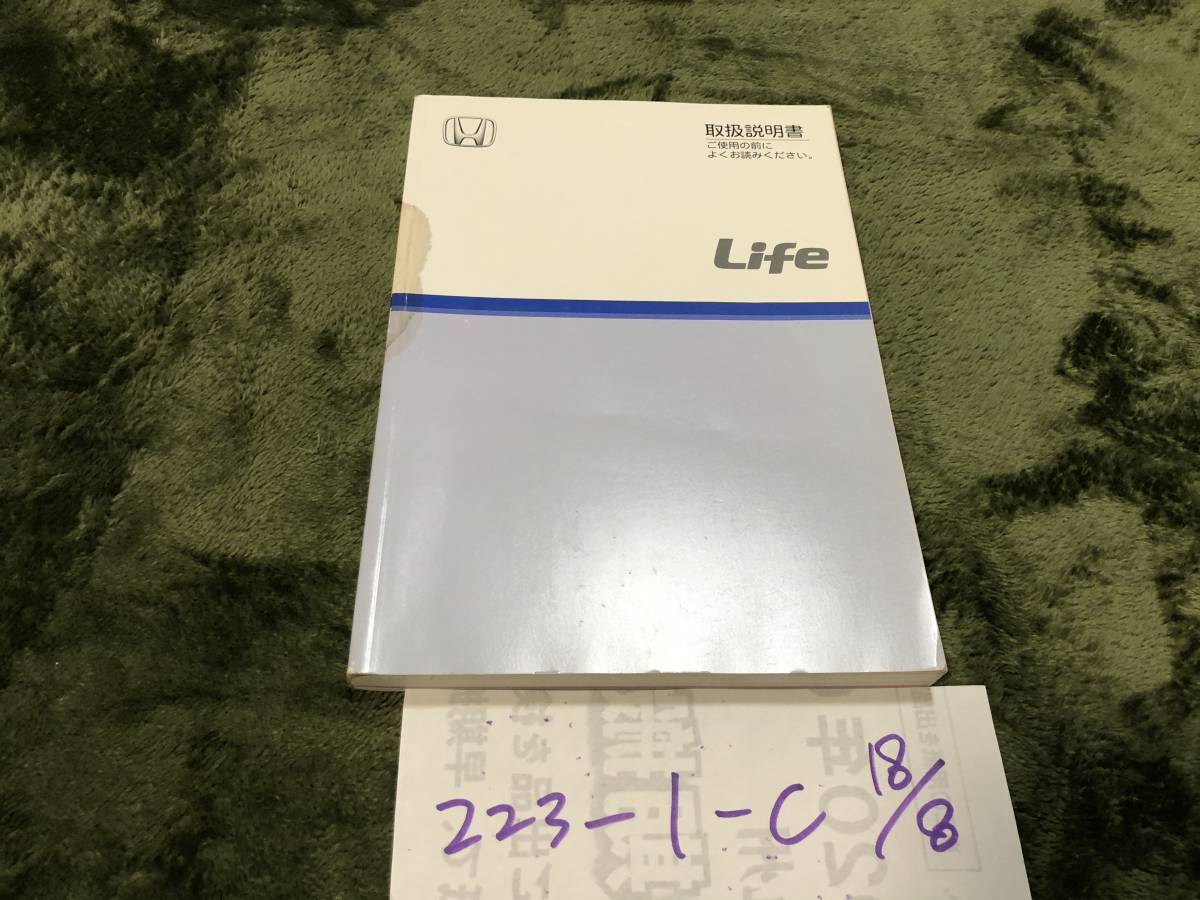 取扱説明書
ご使用の前に
よくお読みください。
Life
223-1-C 18/8